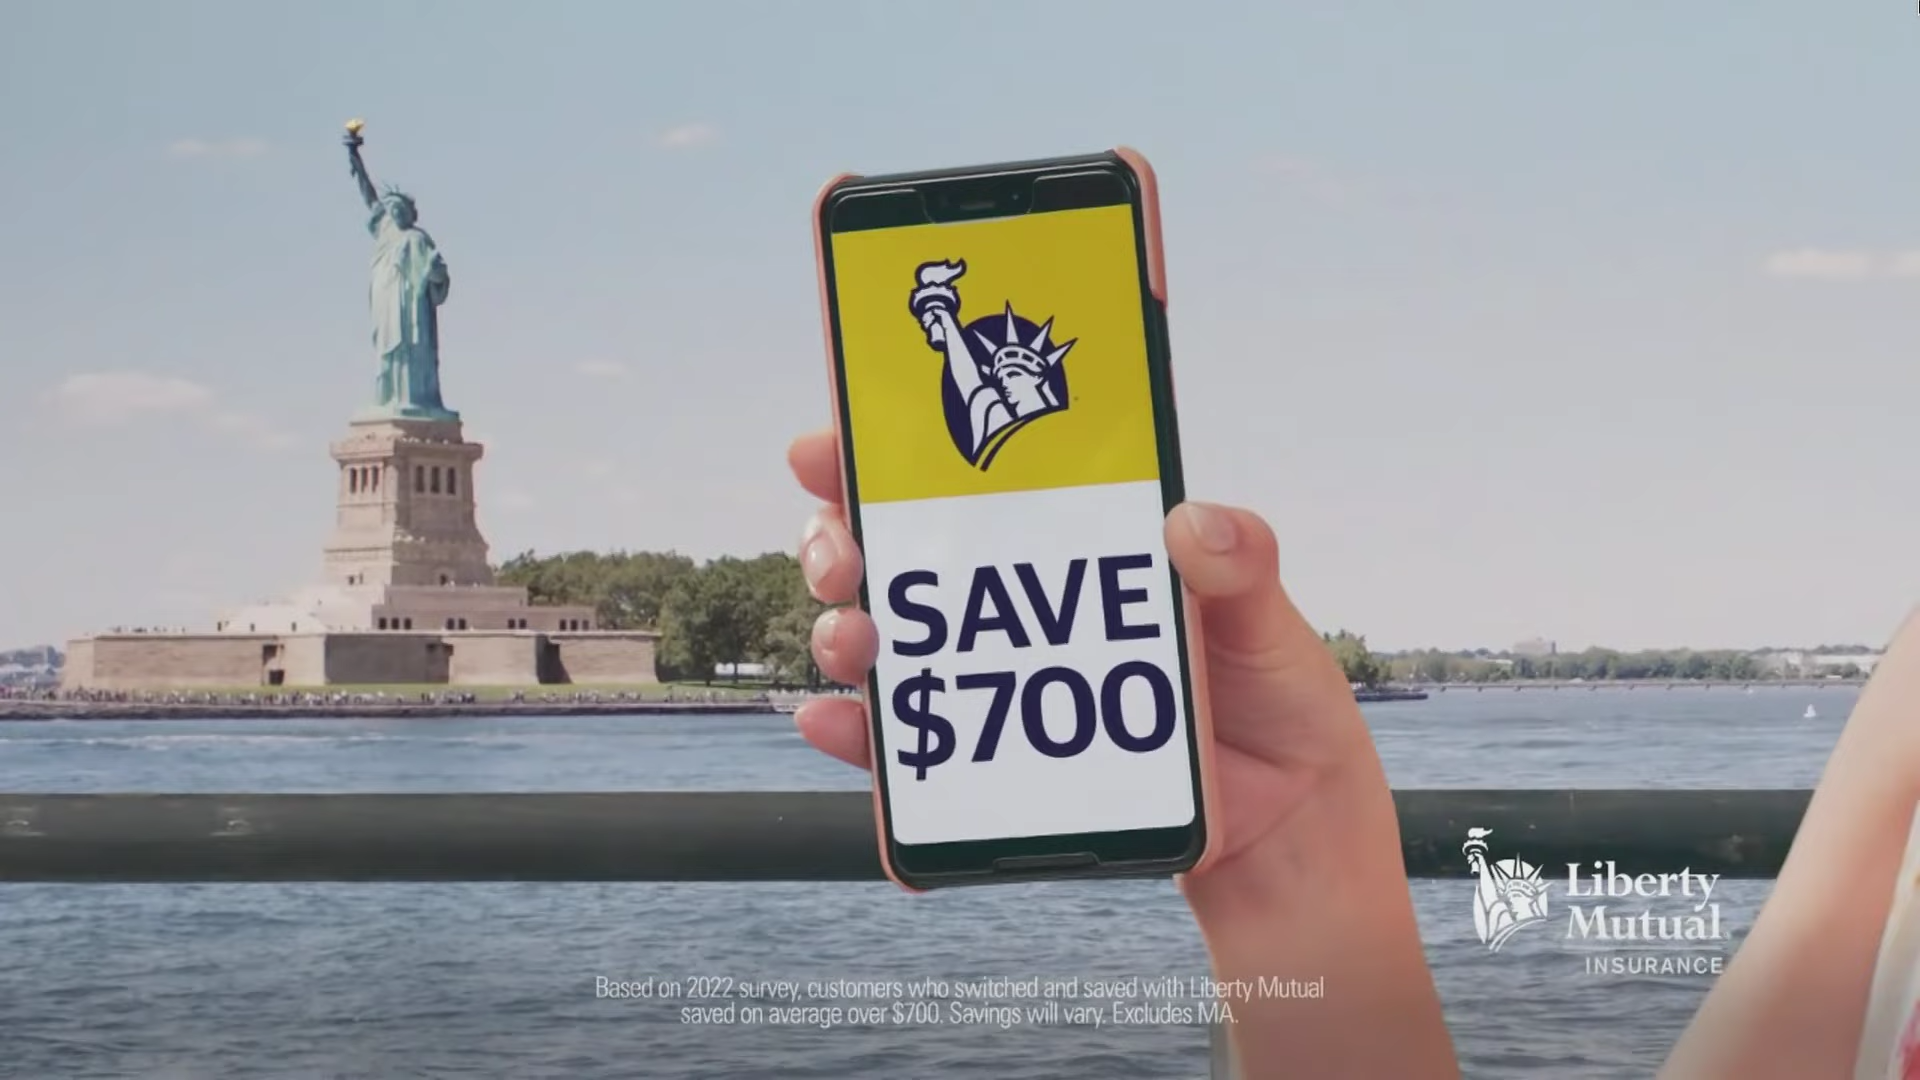 SAVE
$700
Liberty
Mutual
INSURANCE
Based on 2022 survey, customers who switched and saved with Liberty Mutual
saved on average over $700. Savings will vary. Excludes MA.